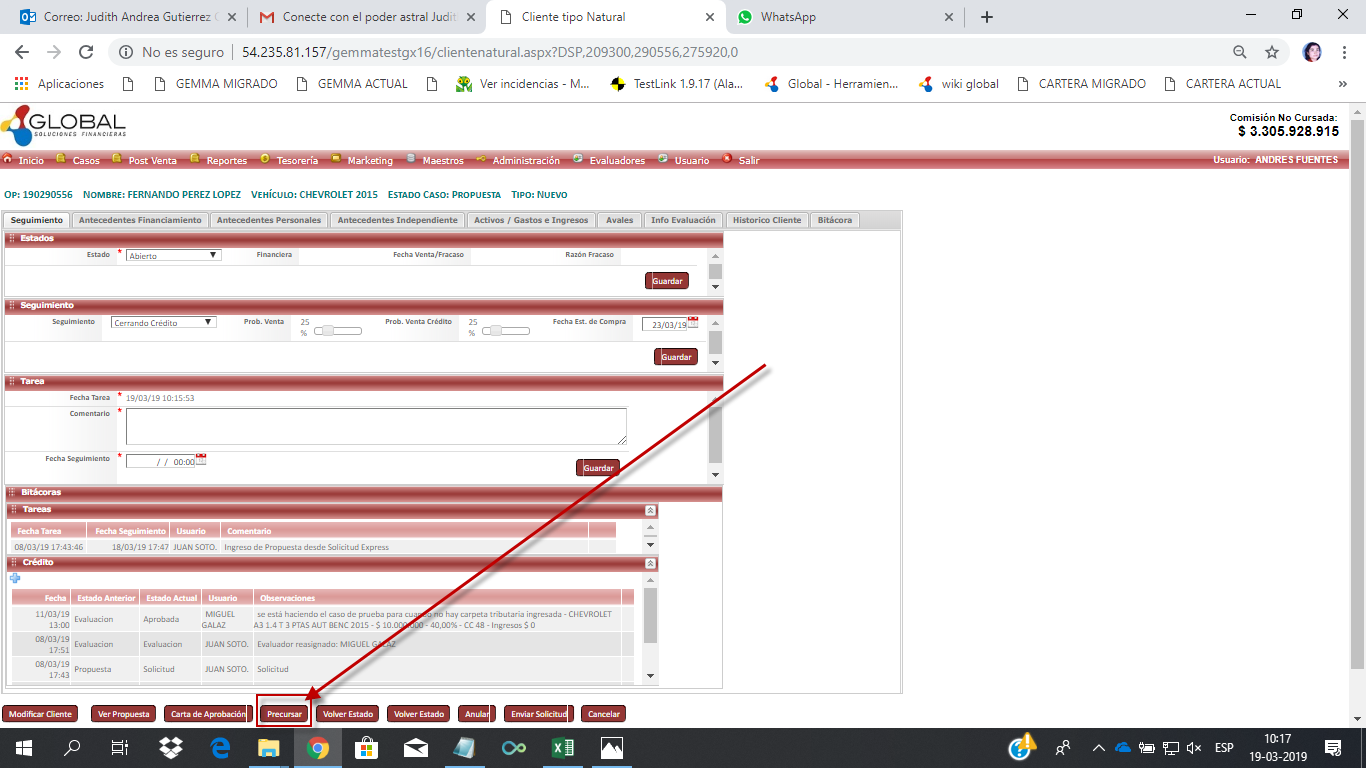 Correo: Judith Andrea Gutierrez
Conecte con el poder astral Judit
Cliente tipo Natural
WhatsApp
No es seguro | 54.235.81.157/gemmatestgx16/clientenatural.aspx?DSP,209300,290556,275920,0
Aplicaciones GEMMA MIGRADO GEMMA ACTUAL Ver incidencias - M... TestLink 1.9.17 (Ala... Global - Herramien... wiki global CARTERA MIGRADO CARTERA ACTUAL »
GLOBAL
SOLUCIONES FINANCIERAS
Comisión No Cursada:
$ 3.305.928.915
Inicio Casos Post Venta Reportes Tesorería Marketing Maestros Administración Evaluadores Usuario Salir Usuario: ANDRES FUENTES
OP: 190290556 NOMBRE: FERNANDO PEREZ LOPEZ VEHÍCULO: CHEVROLET 2015 ESTADO CASO: PROPUESTA TIPO: NUEVO
Seguimiento Antecedentes Financiamiento Antecedentes Personales Antecedentes Independiente Activos / Gastos e Ingresos Avales Info Evaluación Historico Cliente Bitácora
Estados
Estado * Abierto Financiera Fecha Venta/Fracaso Razón Fracaso
Guardar
Seguimiento
Seguimiento Cerrando Crédito Prob. Venta 25 % Prob. Venta Crédito 25 % Fecha Est. de Compra 23/03/19
Guardar
Tarea
Fecha Tarea * 19/03/19 10:15:53
Comentario *
Fecha Seguimiento * / / 00:00
Guardar
Bitácoras
Tareas
Fecha Tarea Fecha Seguimiento Usuario Comentario
08/03/19 17:43:46 18/03/19 17:47 JUAN SOTO. Ingreso de Propuesta desde Solicitud Express
Crédito
Fecha Estado Anterior Estado Actual Usuario Observaciones
11/03/19 13:00 Evaluacion Aprobada MIGUEL GALAZ se está haciendo el caso de prueba para cuando no hay carpeta tributaria ingresada - CHEVROLET
A3 1.4 T 3 PTAS AUT BENC 2015 - $ 10.000.000 - 40,00% - CC 48 - Ingresos $ 0
08/03/19 17:51 Evaluacion Evaluacion JUAN SOTO. Evaluador reasignado: MIGUEL GALAZ
08/03/19 17:43 Propuesta Solicitud JUAN SOTO. Solicitud
Modificar Cliente Ver Propuesta Carta de Aprobación Precursar Volver Estado Volver Estado Anular Enviar Solicitud Cancelar
ESP
10:17
19-03-2019